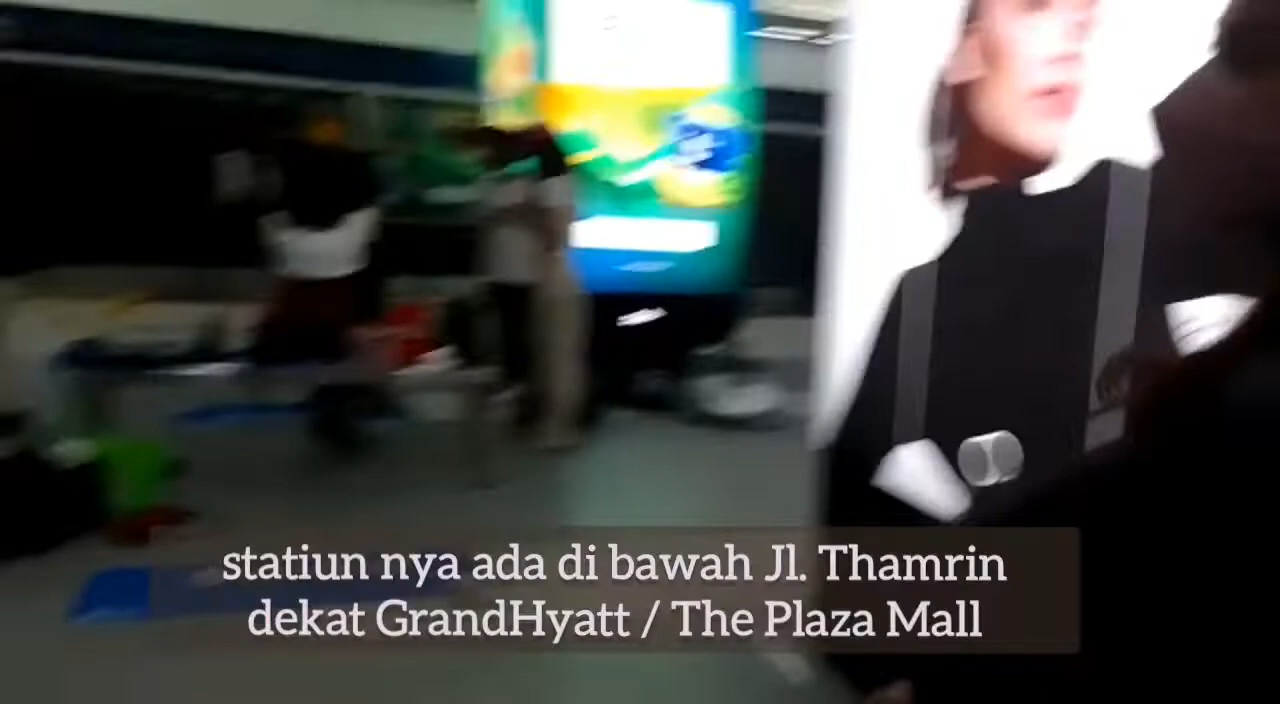 statiun nya ada di bawah Jl. Thamrin
dekat GrandHyatt / The Plaza Mall